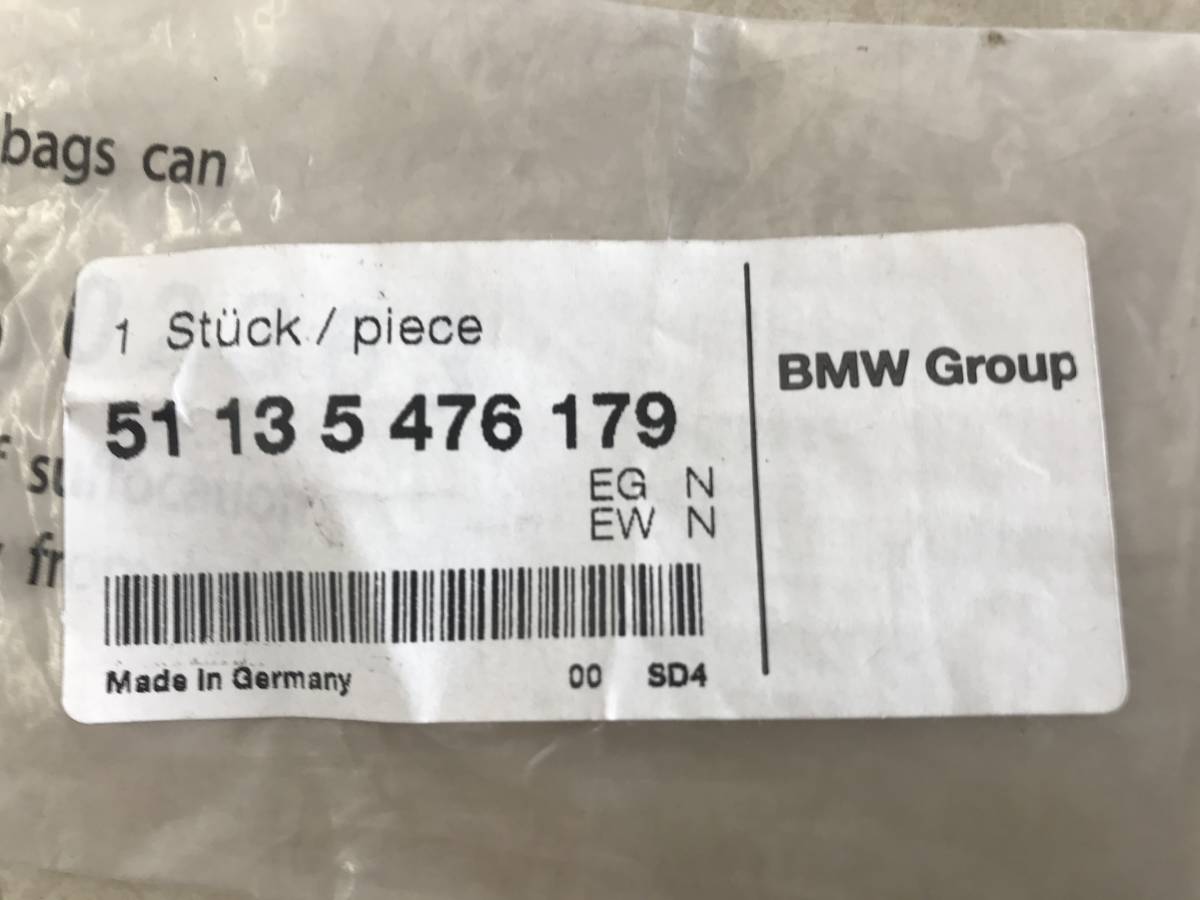 bags can
1 Stück / piece
51 13 5 476 179
EG N
EW N
Made In Germany 00 SD4
BMW Group